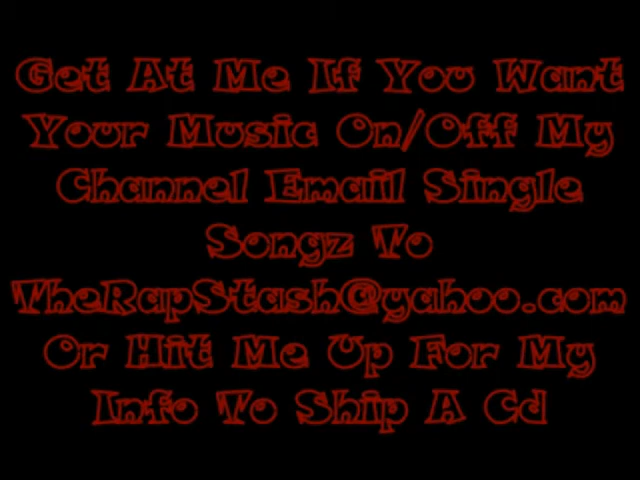 Get At Me If You Want
Your Music On/Off My
Channel Email Single
Songz To
TheRapStash@yahoo.com
Or Hit Me Up For My
Info To Ship A Cd